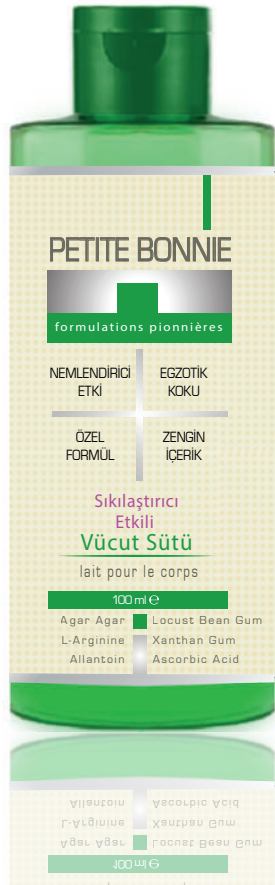 PETITE BONNIE
formulations pionnières
NEMLENDİRİCİ ETKİ
EGZOTİK KOKU
ÖZEL FORMÜL
ZENGİN İÇERİK
Sıkılaştırıcı
Etkili
Vücut Sütü
lait pour le corps
100 ml ℮
Agar Agar Locust Bean Gum
L-Arginine Xanthan Gum
Allantoin Ascorbic Acid